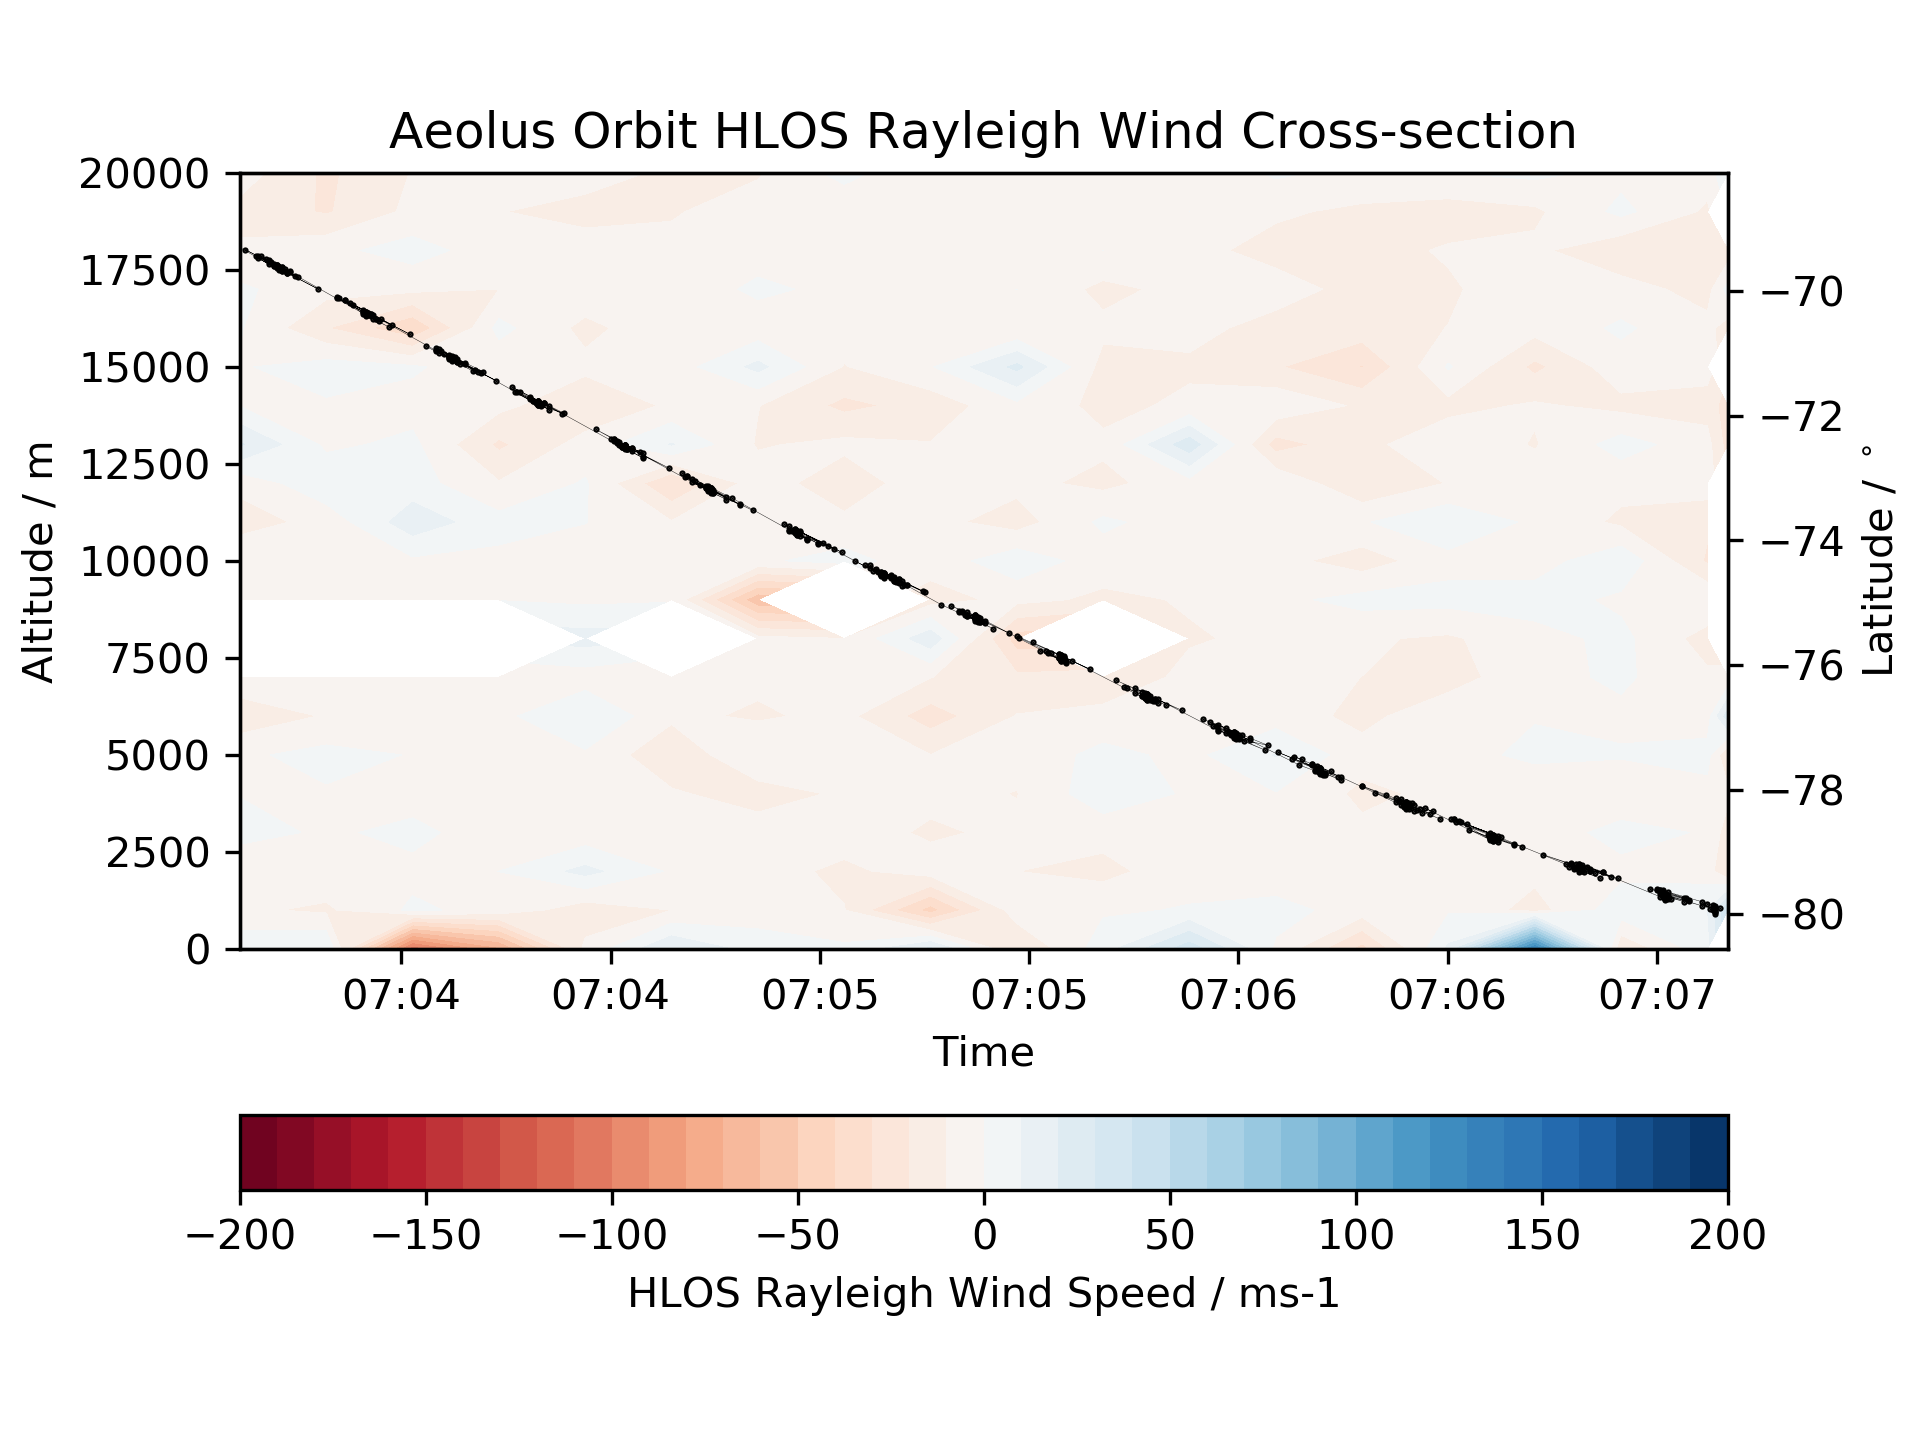 Aeolus Orbit HLOS Rayleigh Wind Cross-section
20000
17500
15000
12500
10000
7500
5000
2500
0
Altitude / m
−70
−72
−74
−76
−78
−80
Latitude / °
07:04 07:04 07:05 07:05 07:06 07:06 07:07
Time
−200 −150 −100 −50 0 50 100 150 200
HLOS Rayleigh Wind Speed / ms-1